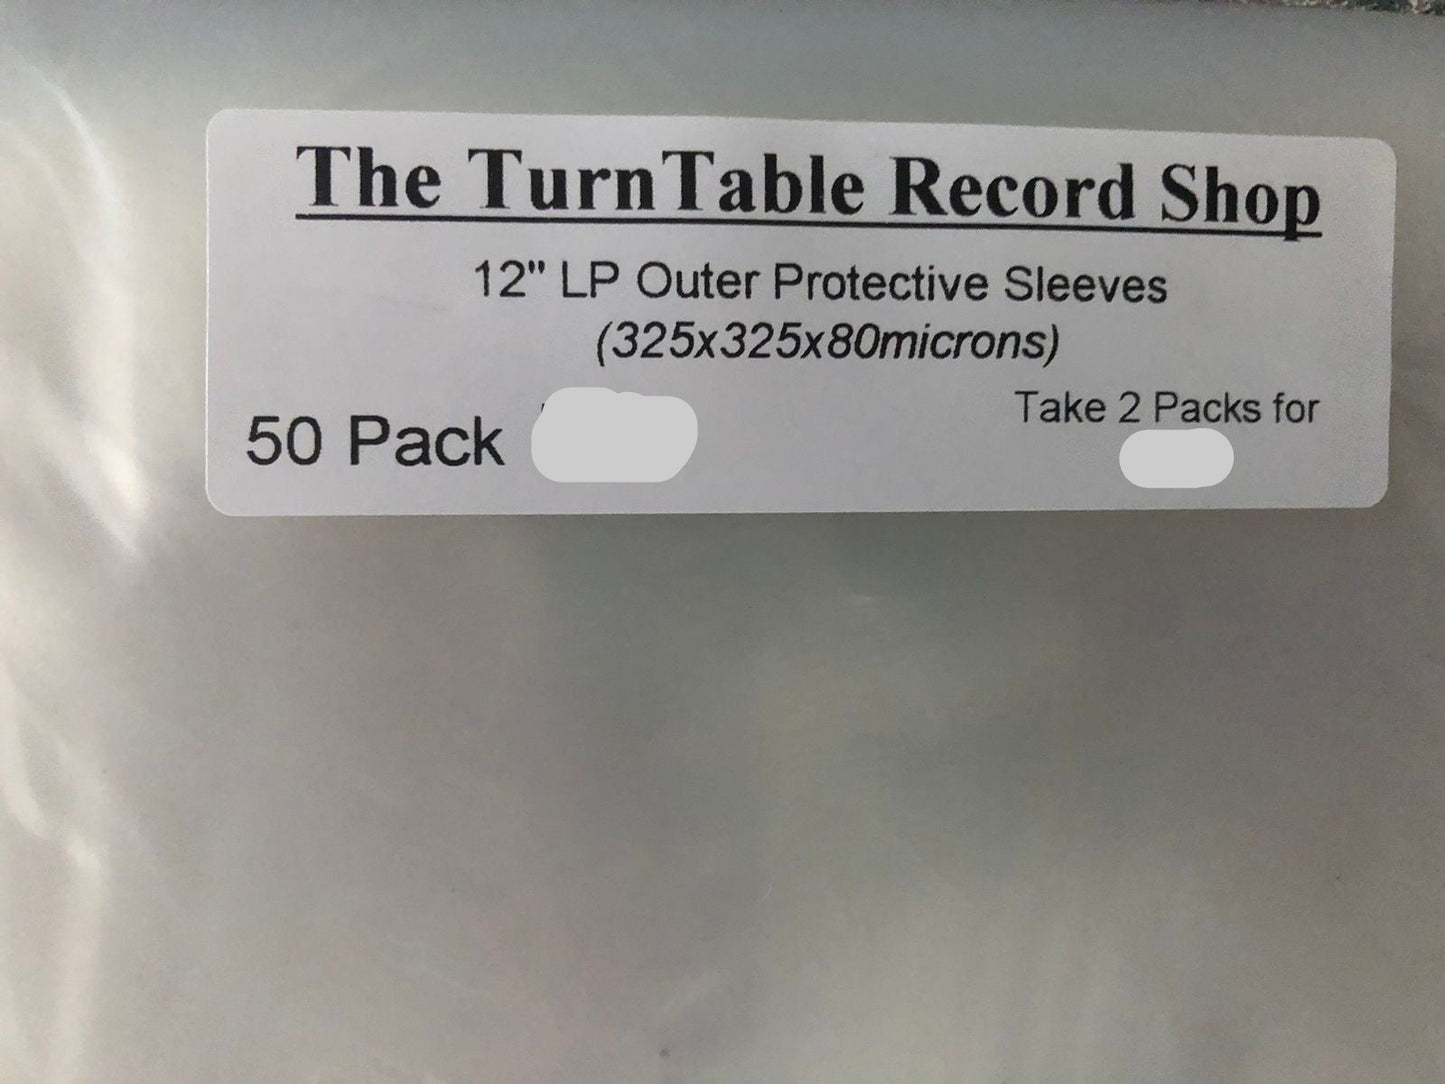 The TurnTable Record Shop
12" LP Outer Protective Sleeves
(325x325x80microns)
50 Pack
Take 2 Packs for